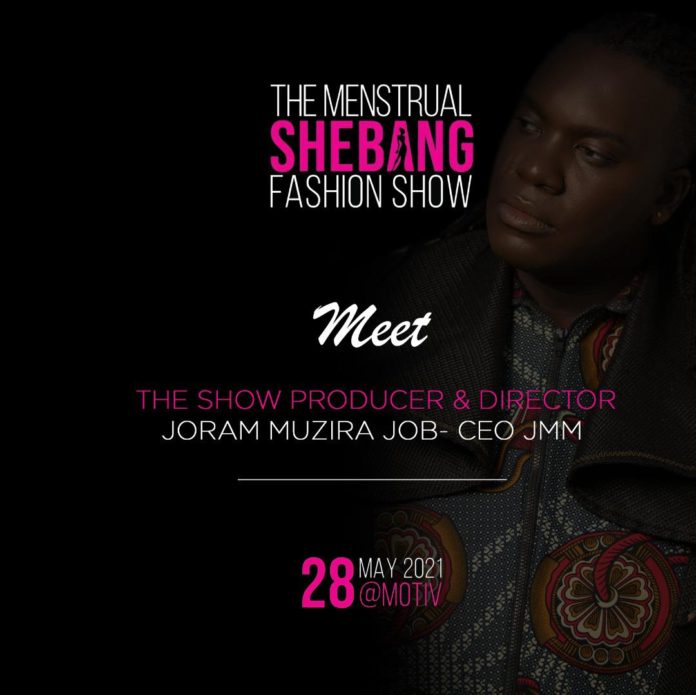 THE MENSTRUAL
SHEBANG
FASHION SHOW
Meet
THE SHOW PRODUCER & DIRECTOR
JORAM MUZIRA JOB- CEO JMM
28 MAY 2021
@MOTIV